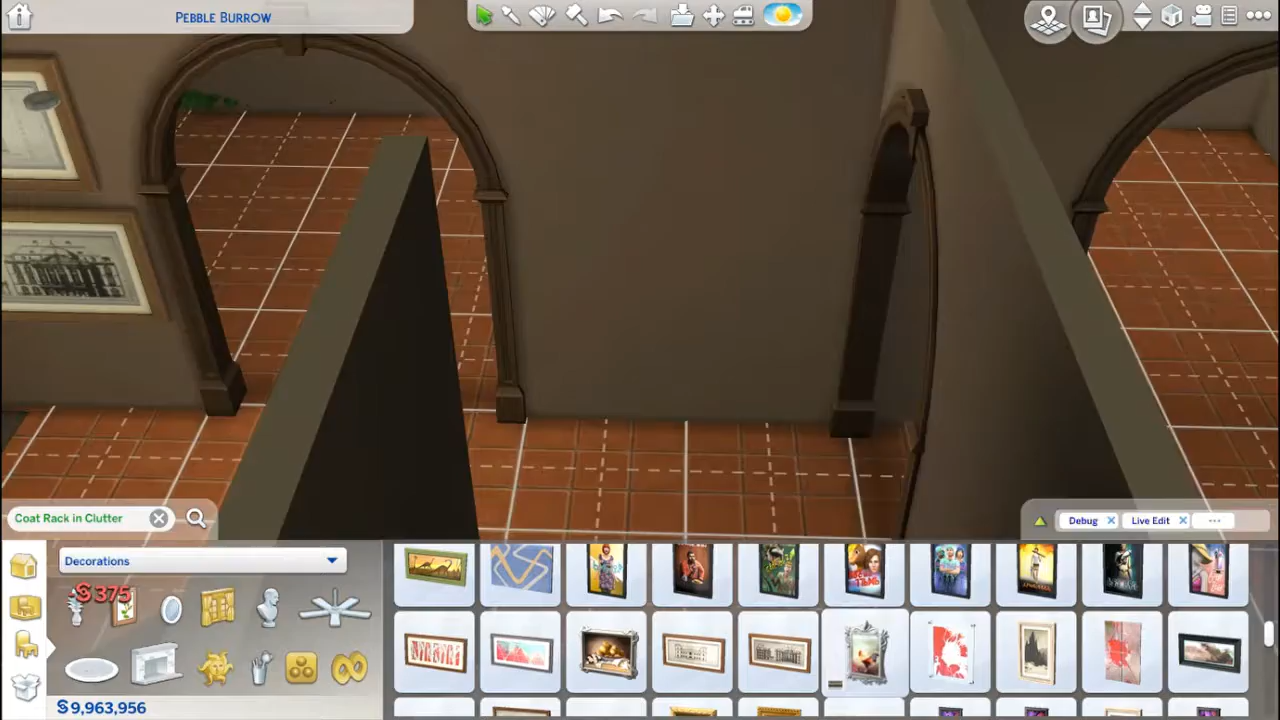 Pebble Burrow
Coat Rack in Clutter
Debug
Live Edit
Decorations
§375
§9,963,956